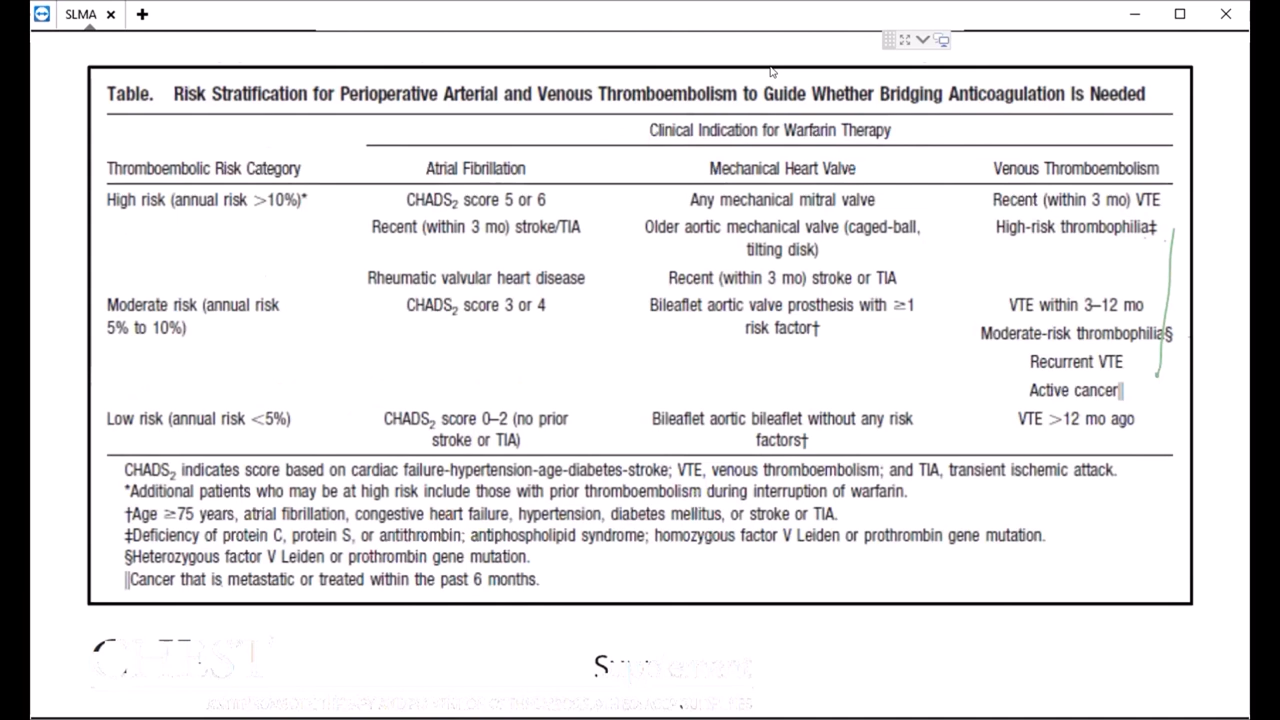 SLMA
Table. Risk Stratification for Perioperative Arterial and Venous Thromboembolism to Guide Whether Bridging Anticoagulation Is Needed
Clinical Indication for Warfarin Therapy
Thromboembolic Risk Category Atrial Fibrillation Mechanical Heart Valve Venous Thromboembolism
High risk (annual risk >10%)* CHADS₂ score 5 or 6 Any mechanical mitral valve Recent (within 3 mo) VTE
Recent (within 3 mo) stroke/TIA Older aortic mechanical valve (caged-ball, High-risk thrombophilia‡
tilting disk)
Rheumatic valvular heart disease Recent (within 3 mo) stroke or TIA
Moderate risk (annual risk CHADS₂ score 3 or 4 Bileaflet aortic valve prosthesis with ≥1 VTE within 3–12 mo
5% to 10%) risk factor† Moderate-risk thrombophilia§
Recurrent VTE
Active cancer||
Low risk (annual risk <5%) CHADS₂ score 0–2 (no prior Bileaflet aortic bileaflet without any risk VTE >12 mo ago
stroke or TIA) factors†
CHADS₂ indicates score based on cardiac failure-hypertension-age-diabetes-stroke; VTE, venous thromboembolism; and TIA, transient ischemic attack.
*Additional patients who may be at high risk include those with prior thromboembolism during interruption of warfarin.
†Age ≥75 years, atrial fibrillation, congestive heart failure, hypertension, diabetes mellitus, or stroke or TIA.
‡Deficiency of protein C, protein S, or antithrombin; antiphospholipid syndrome; homozygous factor V Leiden or prothrombin gene mutation.
§Heterozygous factor V Leiden or prothrombin gene mutation.
||Cancer that is metastatic or treated within the past 6 months.
CHEST Supplement